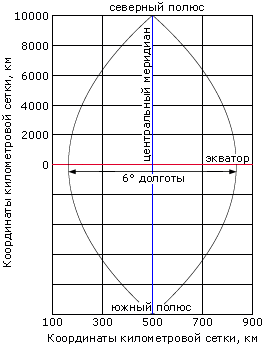 северный полюс
Координаты километровой сетки, км
10000
8000
6000
4000
2000
0
центральный меридиан
экватор
6° долготы
южный полюс
100 300 500 700 900
Координаты километровой сетки, км